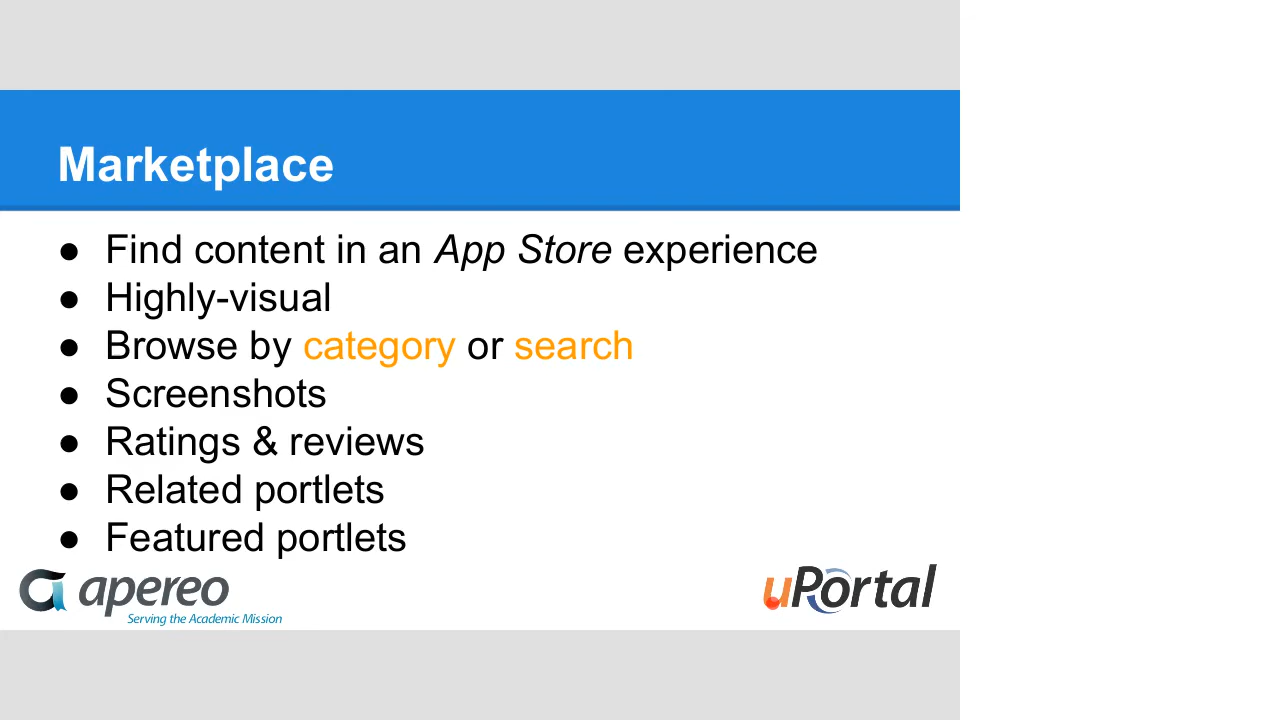 Marketplace
● Find content in an App Store experience
● Highly-visual
● Browse by category or search
● Screenshots
● Ratings & reviews
● Related portlets
● Featured portlets
apereo
Serving the Academic Mission
uPortal